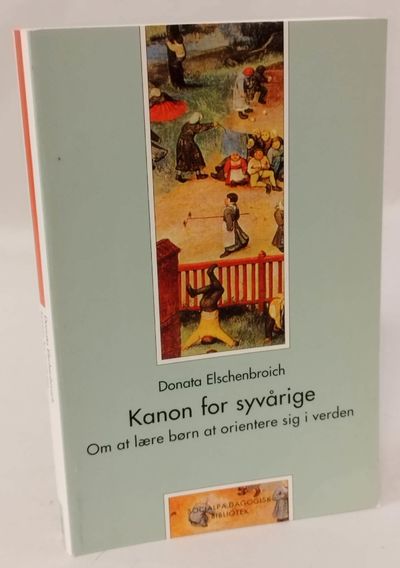 Donata Elschenbroich
Kanon for syvårige
Om at lære børn at orientere sig i verden
SOCIALPÆDAGOGISK
BIBLIOTEK